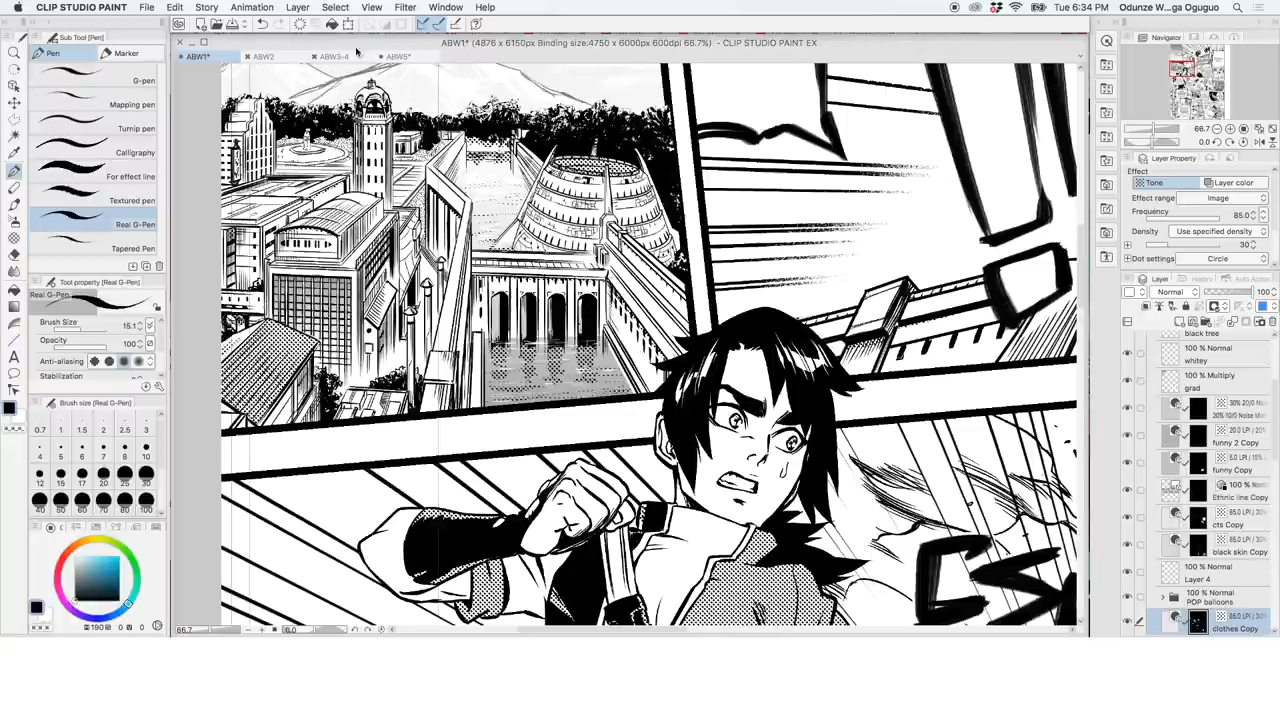 CLIP STUDIO PAINT File Edit Story Animation Layer Select View Filter Window Help
Tue 6:34 PM Odunze W...ga Oguguo
Sub Tool [Pen]
Pen Marker
G-pen
Mapping pen
Turnip pen
Calligraphy
For effect line
Textured pen
Real G-Pen
Tapered Pen
Tool property [Real G-Pen]
Real G-Pen
Brush Size 15.1
Opacity 100
Anti-aliasing
Stabilization
Brush size [Real G-Pen]
0.7 1 1.5 2 2.5 3
4 5 6 7 8 10
12 15 17 20 25 30
40 50 60 70 80 100
ABW1* (4876 x 6150px Binding size:4750 x 6000px 600dpi 66.7%) - CLIP STUDIO PAINT EX
ABW1* ABW2 ABW3-4 ABW5*
66.7 0.0
Navigator
66.7
0.0
Layer Property
Effect
Tone Layer color
Effect range Image
Frequency 85.0
Density Use specified density
30
Dot settings Circle
Layer
Normal 100
black tree
100 % Normal
whitey
100 % Multiply
grad
funny 2 Copy
funny Copy
Ethnic line Copy
cts Copy
black skin Copy
100 % Normal
Layer 4
100 % Normal
POP balloons
clothes Copy